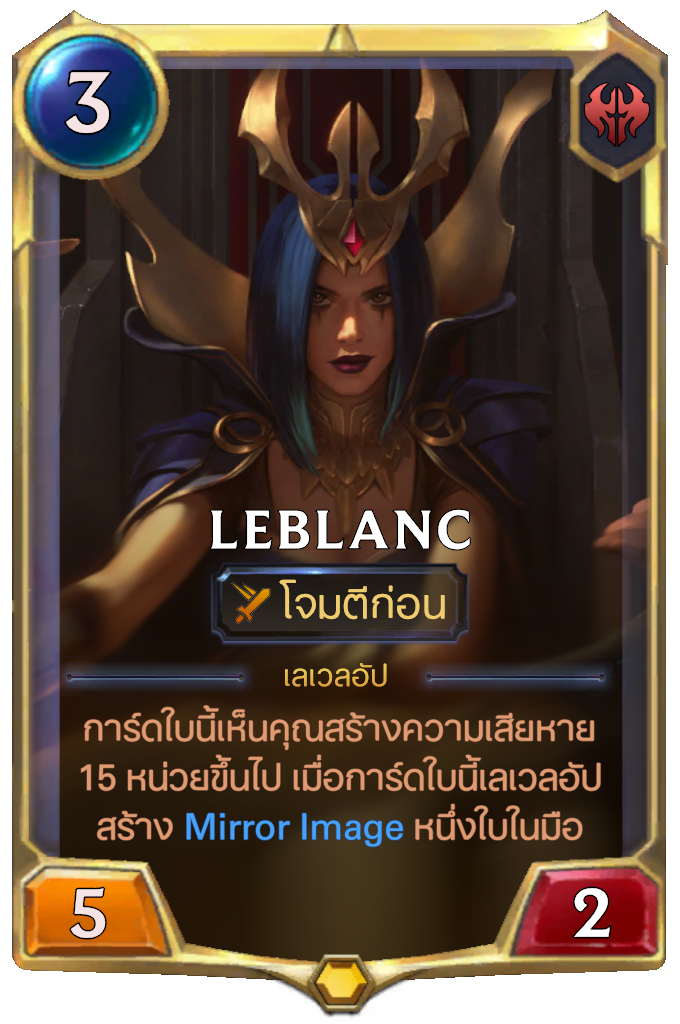 3
LEBLANC
โจมตีก่อน
เลเวลอัป
การ์ดใบนี้เห็นคุณสร้างความเสียหาย
15 หน่วยขึ้นไป เมื่อการ์ดใบนี้เลเวลอัป
สร้าง Mirror Image หนึ่งใบในมือ
5
2